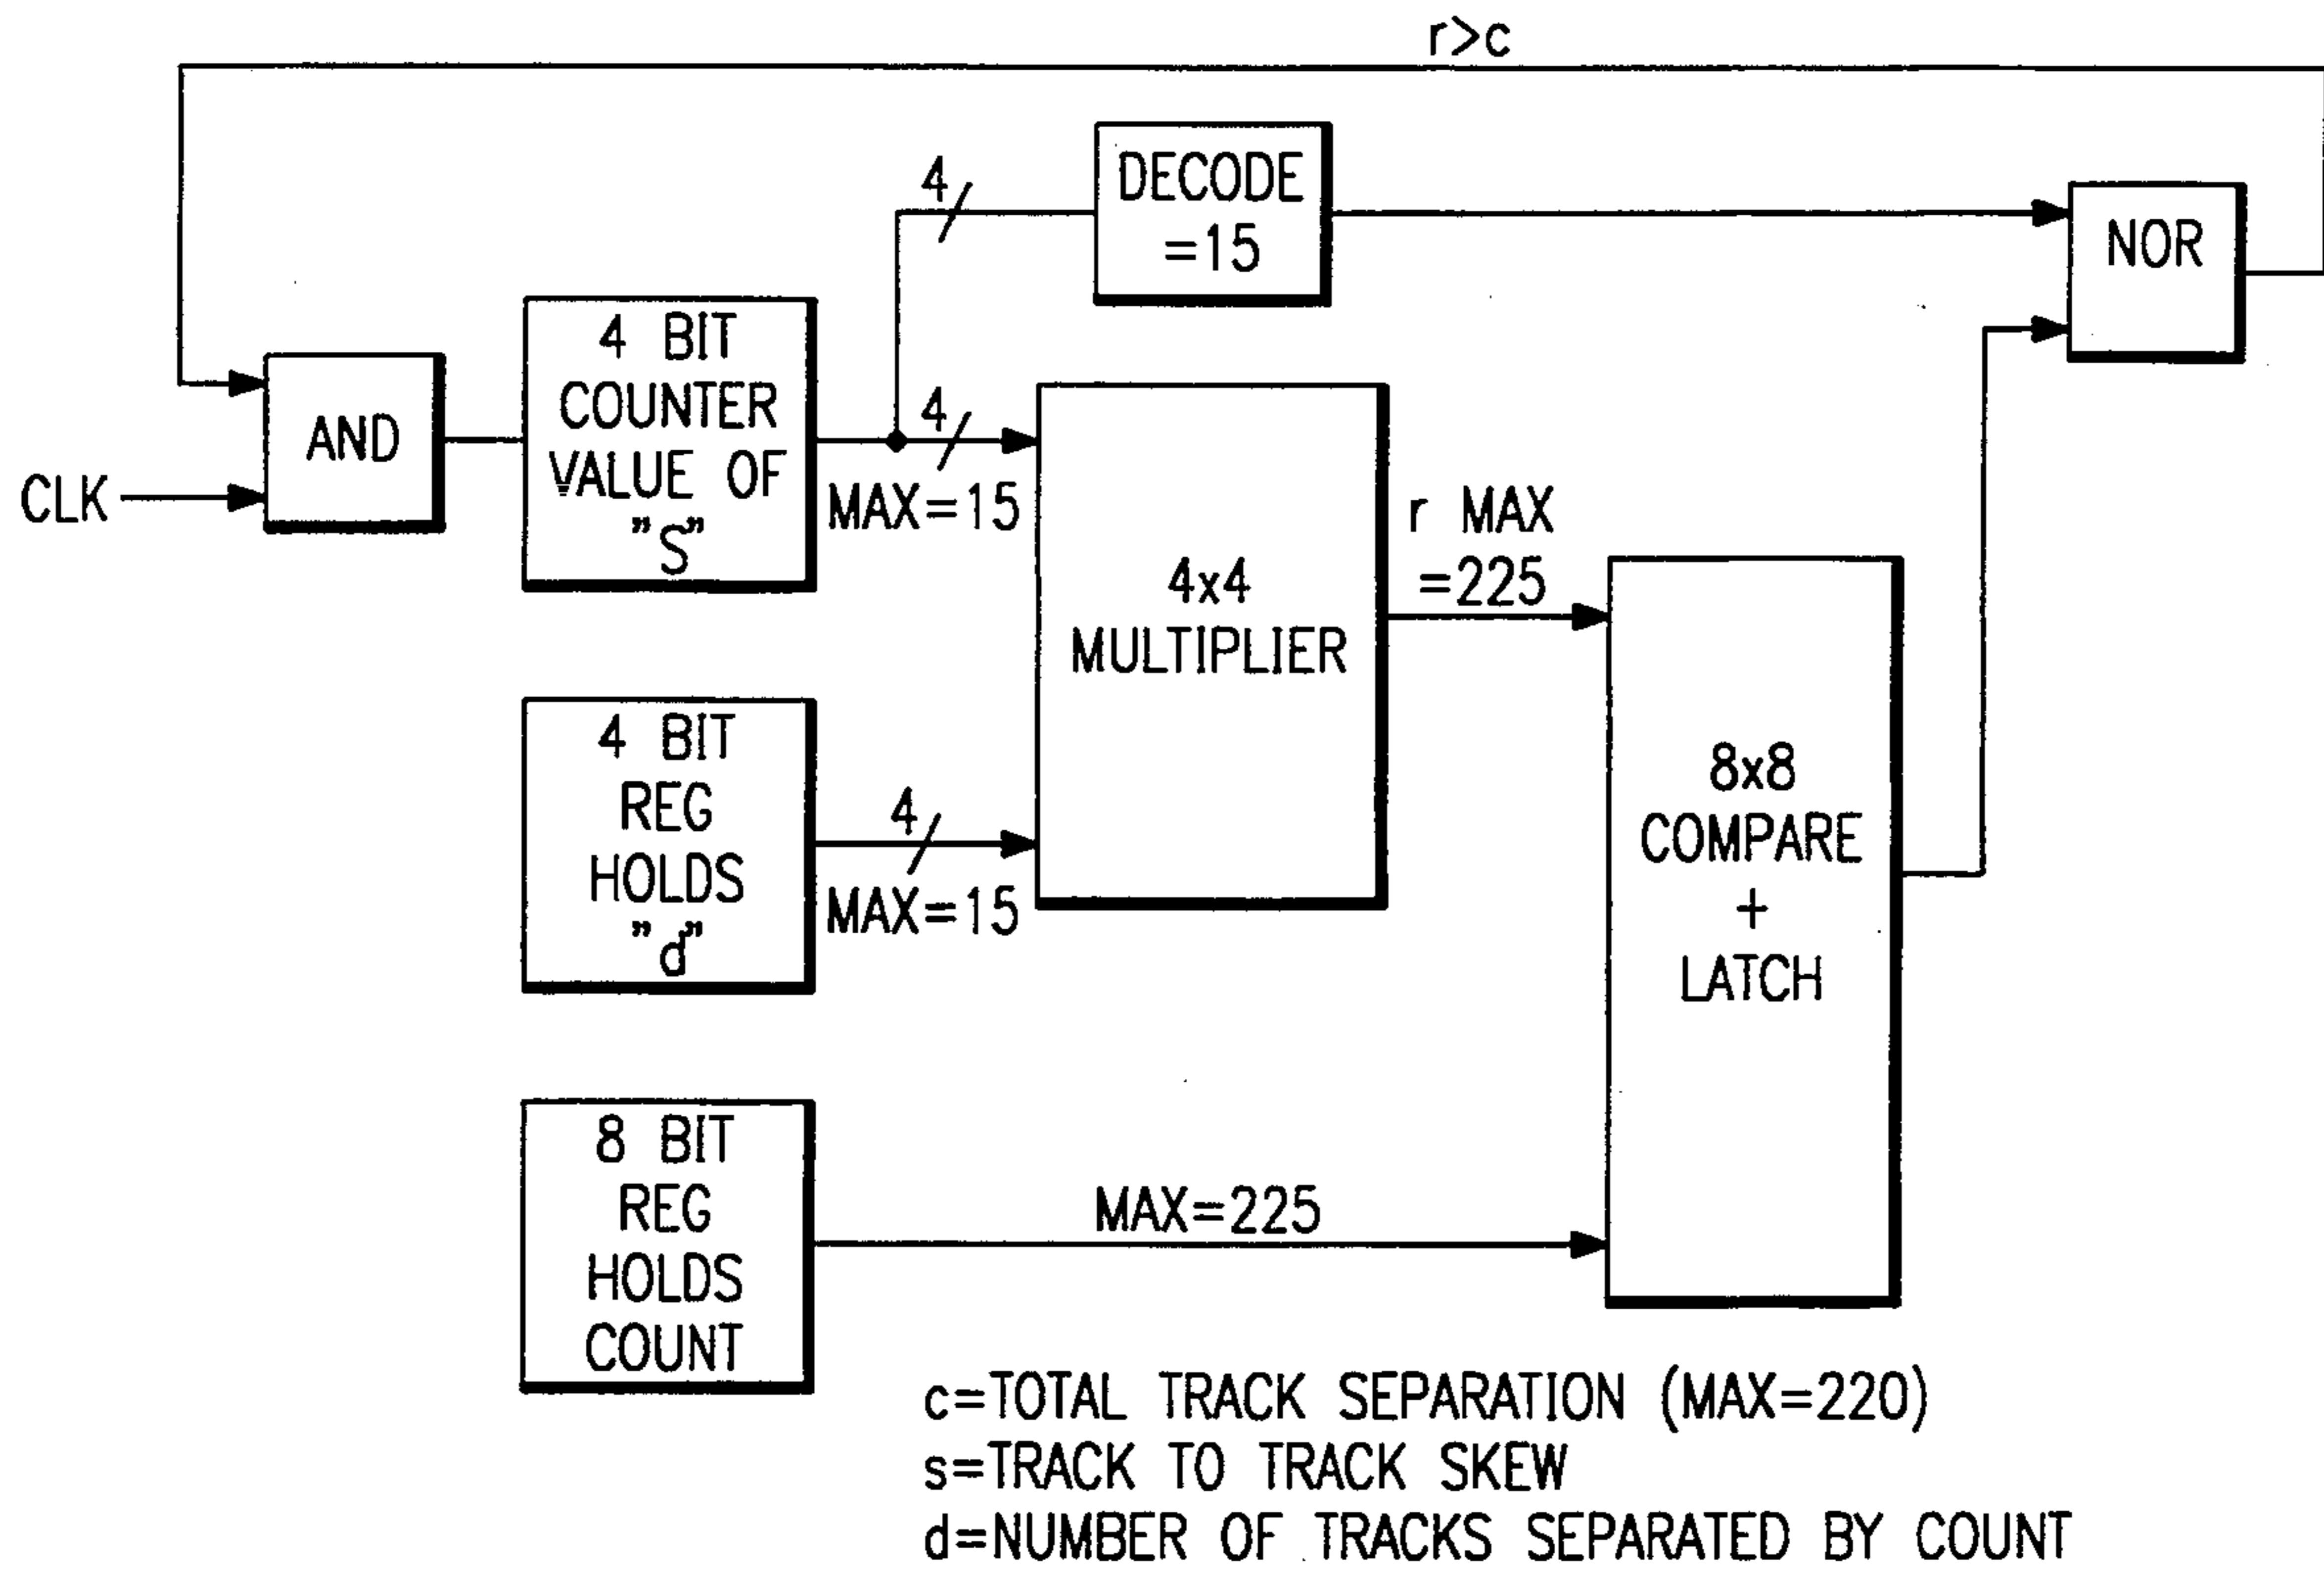 r>c
4
DECODE
=15
NOR
4 BIT
COUNTER
VALUE OF
"S"
AND
CLK
4
MAX=15
4x4
MULTIPLIER
r MAX
=225
4 BIT
REG
HOLDS
"d"
4
MAX=15
8x8
COMPARE
+
LATCH
8 BIT
REG
HOLDS
COUNT
MAX=225
c=TOTAL TRACK SEPARATION (MAX=220)
s=TRACK TO TRACK SKEW
d=NUMBER OF TRACKS SEPARATED BY COUNT